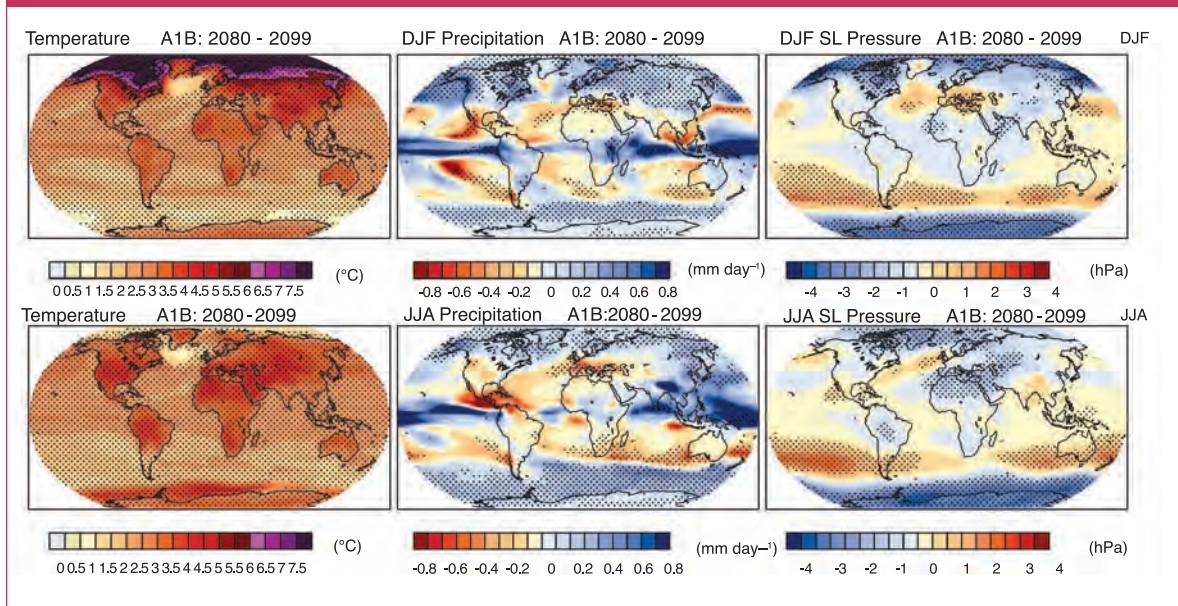 Temperature A1B: 2080 - 2099
DJF Precipitation A1B: 2080 - 2099
DJF SL Pressure A1B: 2080 - 2099 DJF
(°C)
0 0.5 1 1.5 2 2.5 3 3.5 4 4.5 5 5.5 6 6.5 7 7.5
(mm day–1)
-0.8 -0.6 -0.4 -0.2 0 0.2 0.4 0.6 0.8
(hPa)
-4 -3 -2 -1 0 1 2 3 4
Temperature A1B: 2080 - 2099
JJA Precipitation A1B:2080 - 2099
JJA SL Pressure A1B: 2080 - 2099 JJA
(°C)
0 0.5 1 1.5 2 2.5 3 3.5 4 4.5 5 5.5 6 6.5 7 7.5
(mm day–1)
-0.8 -0.6 -0.4 -0.2 0 0.2 0.4 0.6 0.8
(hPa)
-4 -3 -2 -1 0 1 2 3 4